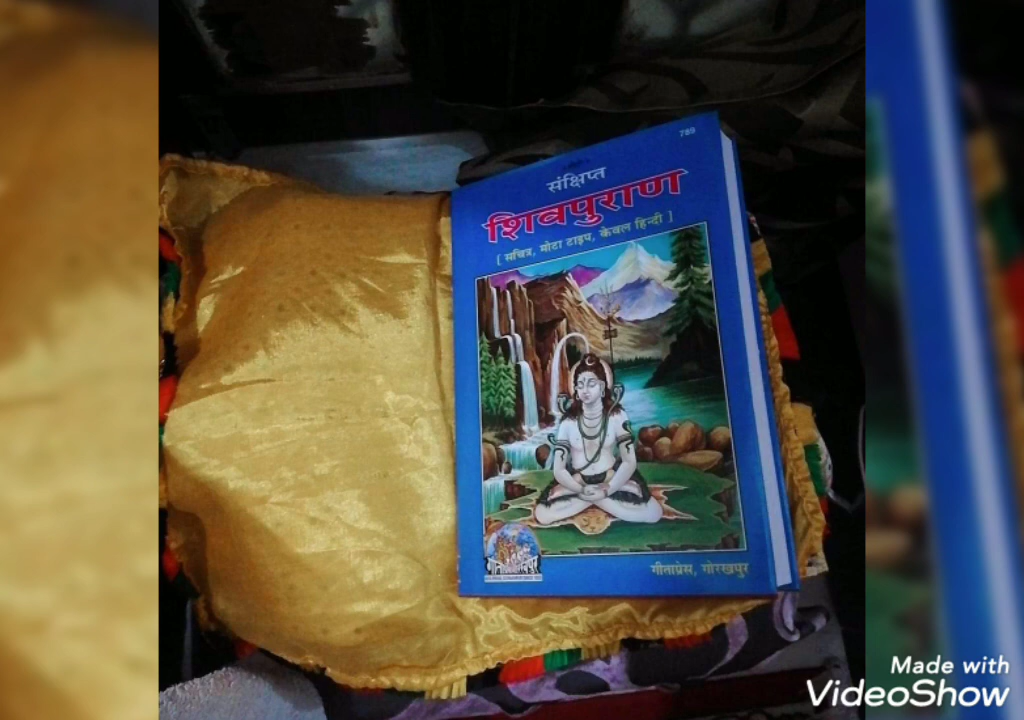 789
संक्षिप्त
शिवपुराण
[ सचित्र, मोटा टाइप, केवल हिन्दी ]
गीताप्रेस, गोरखपुर
Made with
VideoShow